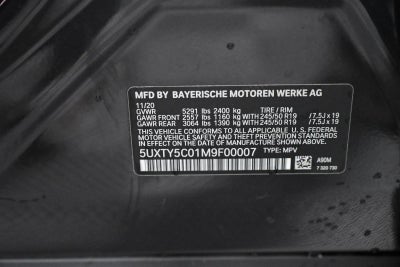 MFD BY BAYERISCHE MOTOREN WERKE AG
11/20
GVWR 5291 lbs 2400 kg TIRE / RIM
GAWR FRONT 2557 lbs 1160 kg WITH 245/50 R19 / 7.5J x 19
GAWR REAR 3064 lbs 1390 kg WITH 245/50 R19 / 7.5J x 19
THIS VEHICLE CONFORMS TO ALL APPLICABLE U.S. FEDERAL
MOTOR VEHICLE SAFETY AND THEFT PREVENTION
STANDARDS IN EFFECT ON THE DATE OF
MANUFACTURE SHOWN ABOVE.
5UXTY5C01M9F00007 TYPE: MPV
A90M
7 320 730